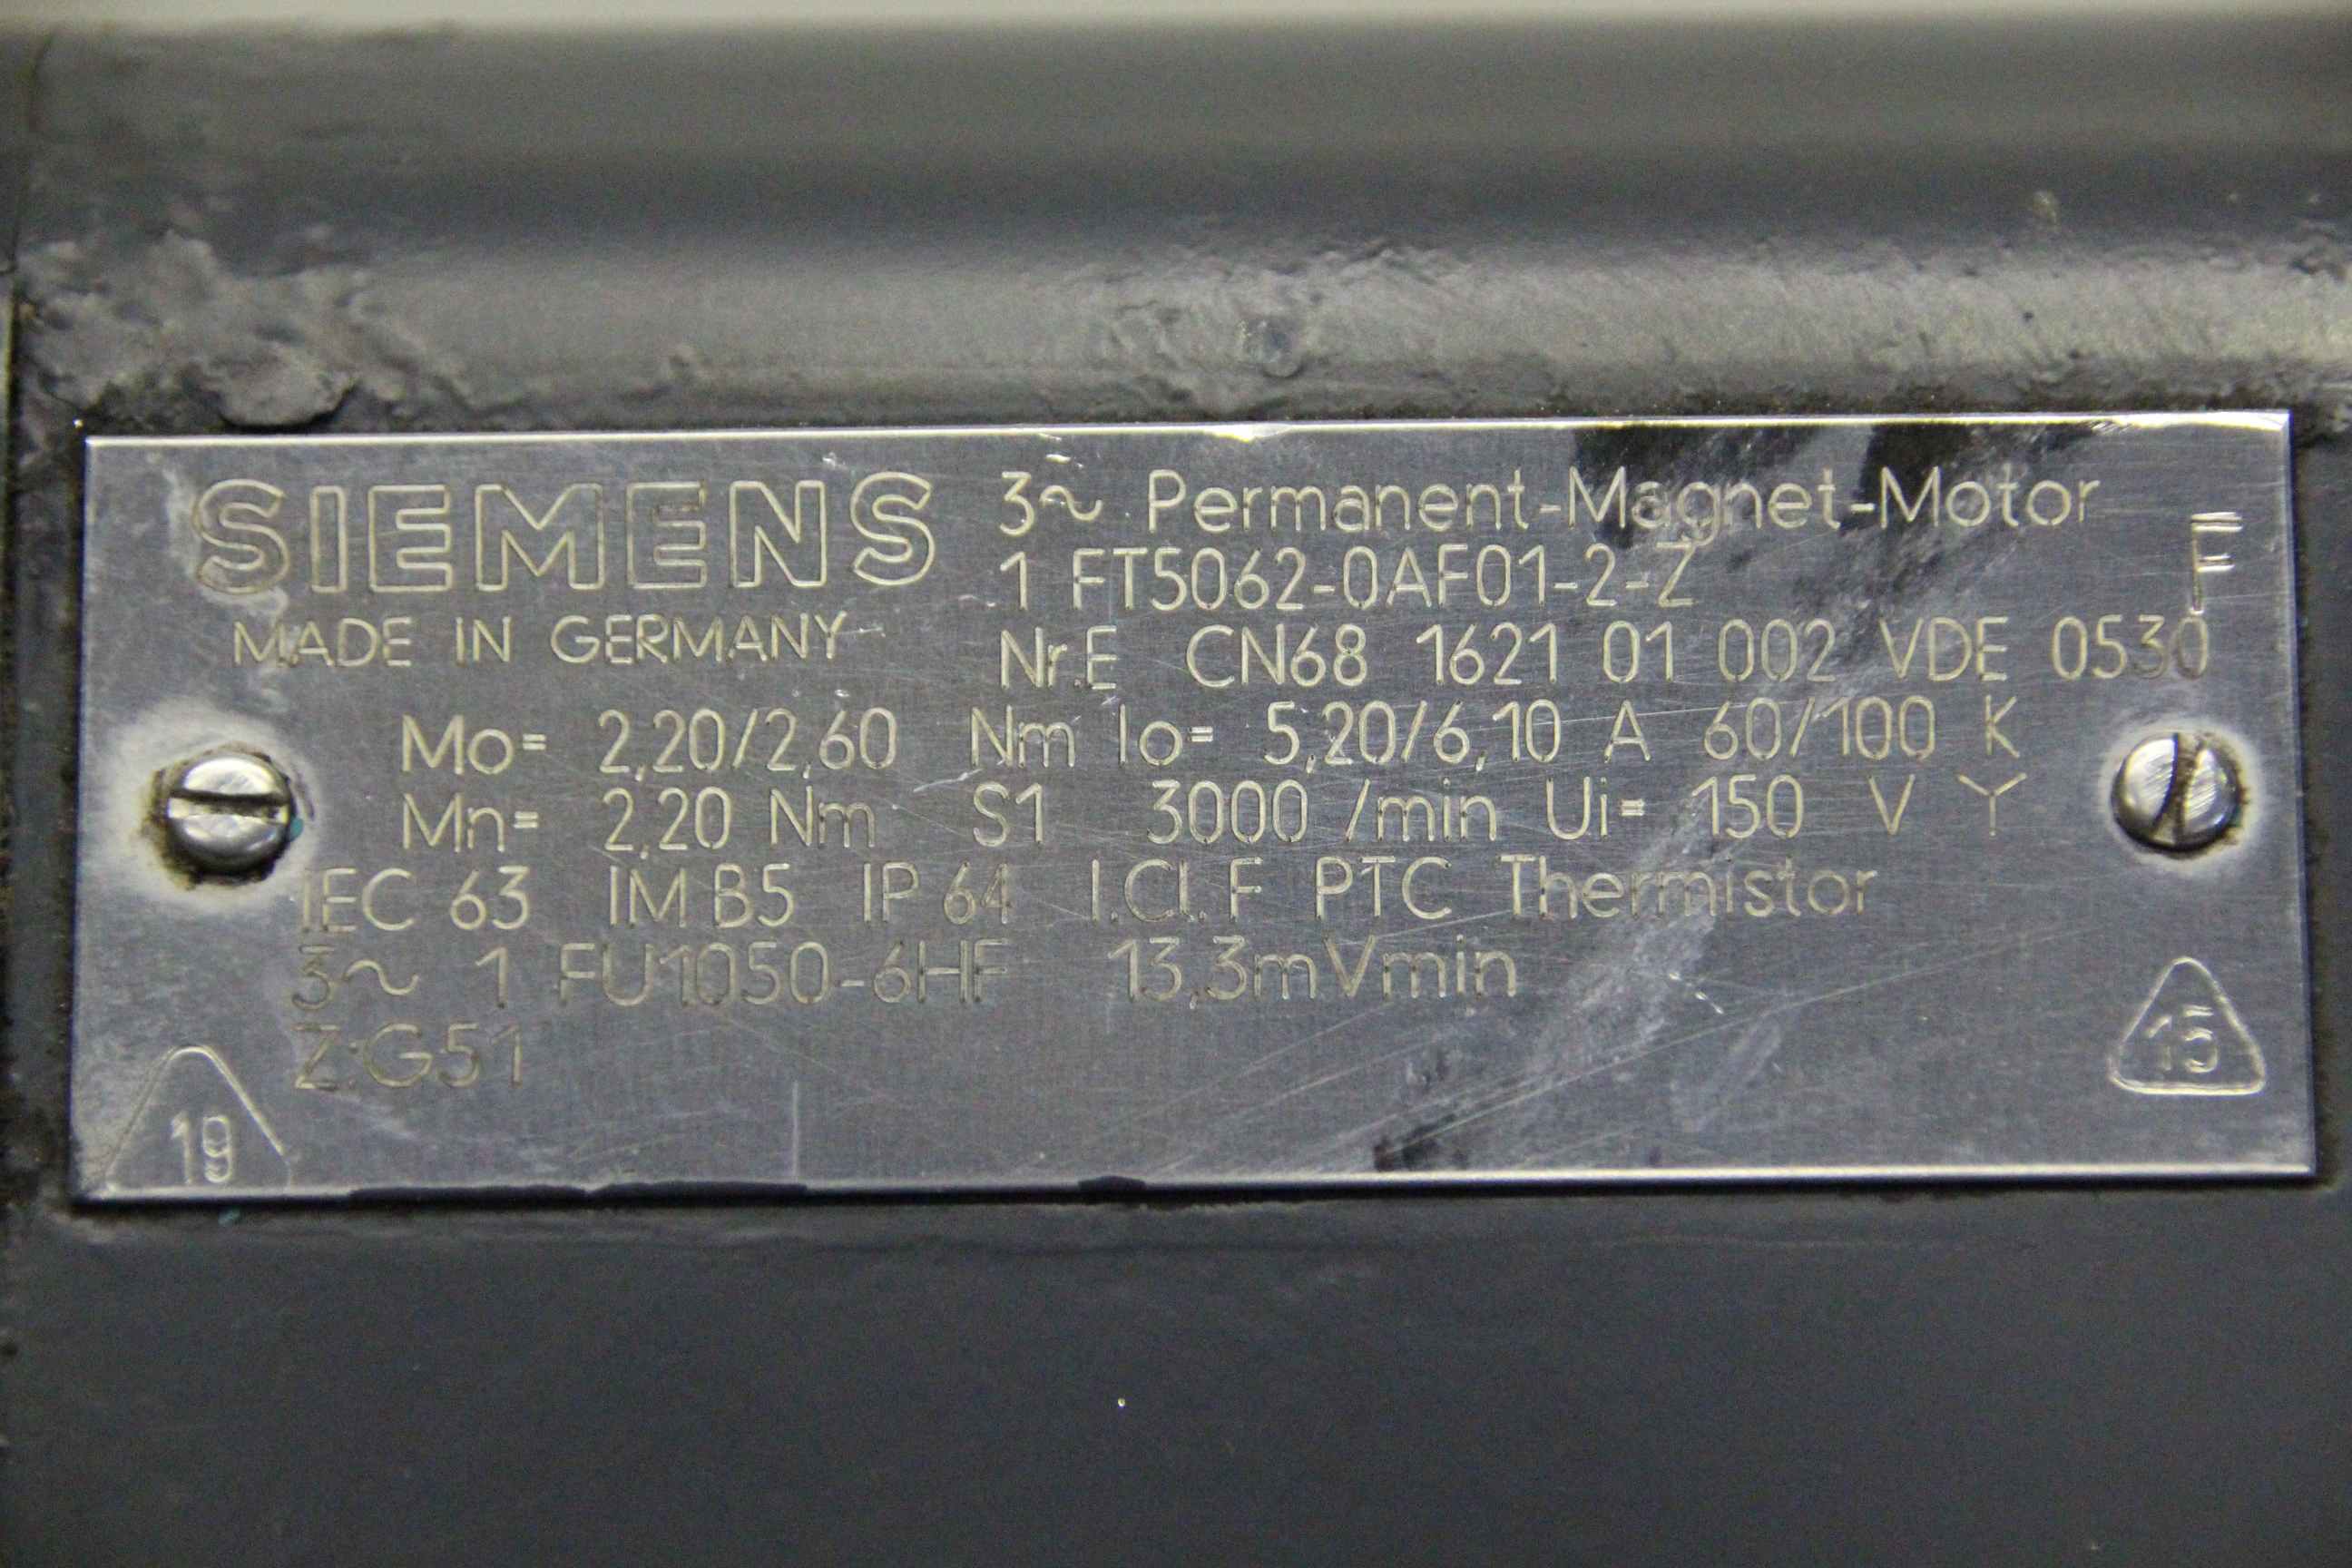 SIEMENS
MADE IN GERMANY
3~ Permanent-Magnet-Motor
1 FT5062-0AF01-2-Z
F
Nr.E CN68 1621 01 002 VDE 0530
Mo= 2,20/2,60 Nm Io= 5,20/6,10 A 60/100 K
Mn= 2,20 Nm S1 3000 /min Ui= 150 V Y
IEC 63 IM B5 IP 64 I.Cl.F PTC Thermistor
3~ 1 FU1050-6HF 13,3mVmin
Z:G51
19
15